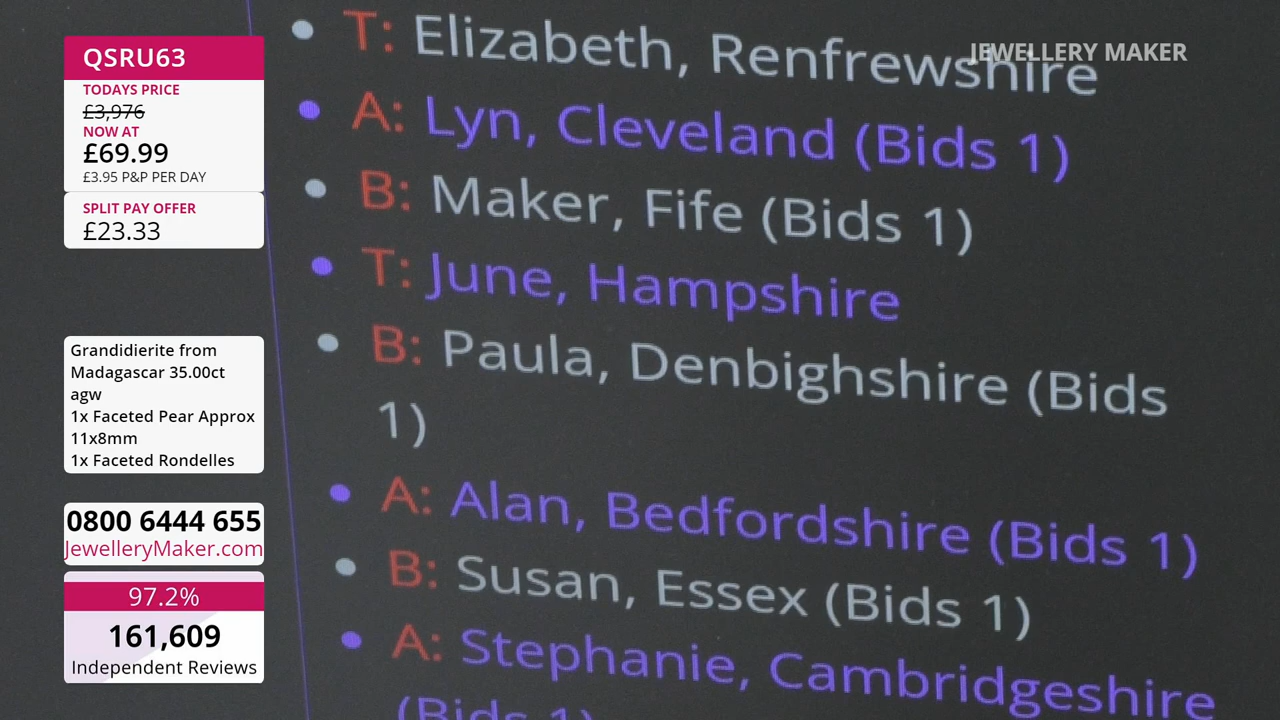 QSRU63
TODAYS PRICE
£3,976
NOW AT
£69.99
£3.95 P&P PER DAY
SPLIT PAY OFFER
£23.33
Grandidierite from
Madagascar 35.00ct
agw
1x Faceted Pear Approx
11x8mm
1x Faceted Rondelles
0800 6444 655
JewelleryMaker.com
97.2%
161,609
Independent Reviews
JEWELLERY MAKER
T: Elizabeth, Renfrewshire
A: Lyn, Cleveland (Bids 1)
B: Maker, Fife (Bids 1)
T: June, Hampshire
B: Paula, Denbighshire (Bids
1)
A: Alan, Bedfordshire (Bids 1)
B: Susan, Essex (Bids 1)
A: Stephanie, Cambridgeshire
(Bids 1)